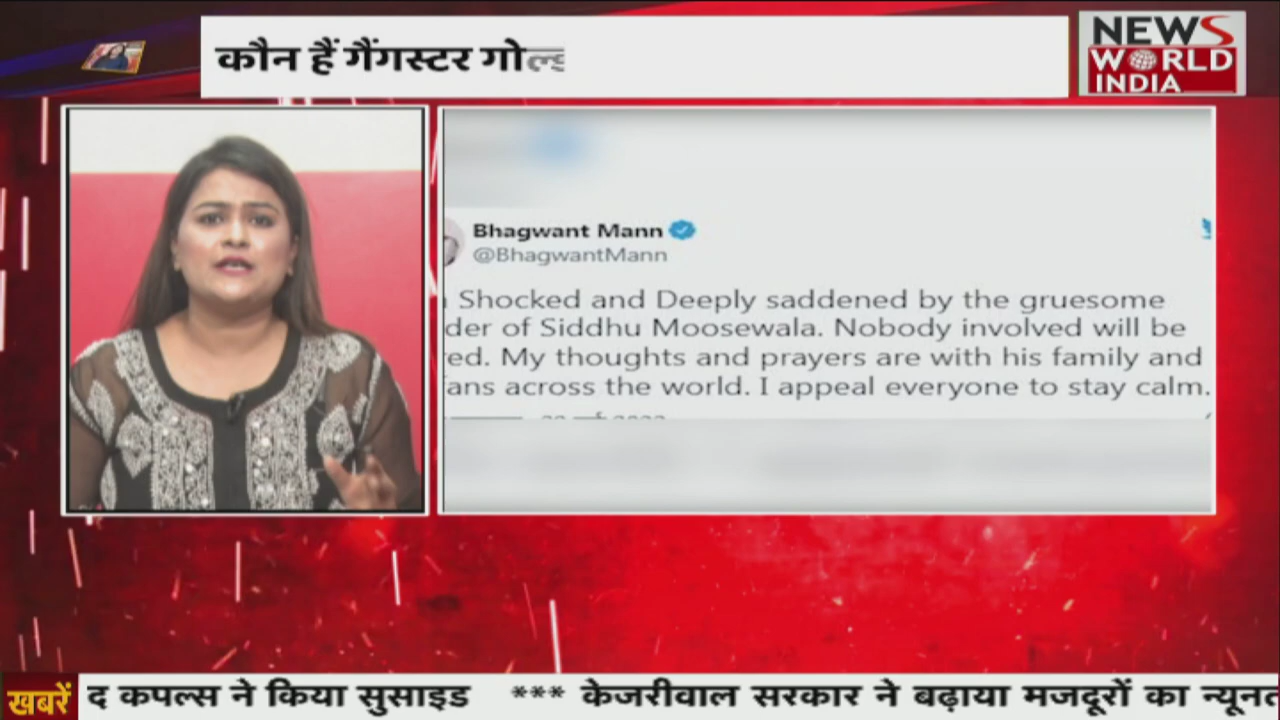 कौन हैं गैंगस्टर
NEWS
WORLD
INDIA
Bhagwant Mann
@BhagwantMann
Shocked and Deeply saddened by the gruesome
der of Siddhu Moosewala. Nobody involved will be
ed. My thoughts and prayers are with his family and
ans across the world. I appeal everyone to stay calm.
खबरें
द कपल्स ने किया सुसाइड *** केजरीवाल सरकार ने बढ़ाया मजदूरों का न्यूनत